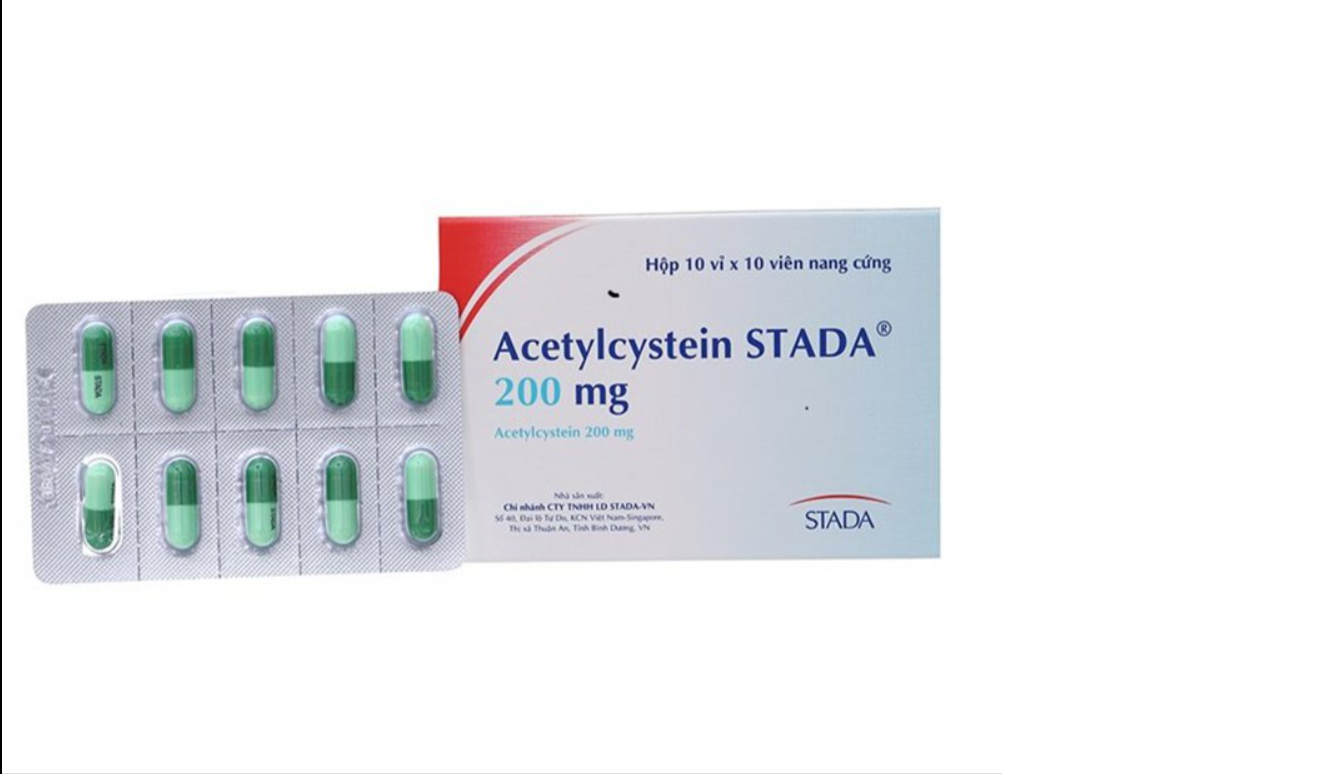 Hộp 10 vỉ x 10 viên nang cứng
Acetylcystein STADA®
200 mg
Acetylcystein 200 mg
Nhà sản xuất:
Chi nhánh CTY TNHH LD STADA-VN
Số 40, Đại lộ Tự Do, KCN Việt Nam-Singapore,
Thị xã Thuận An, Tỉnh Bình Dương, VN
STADA
STADA
STADA